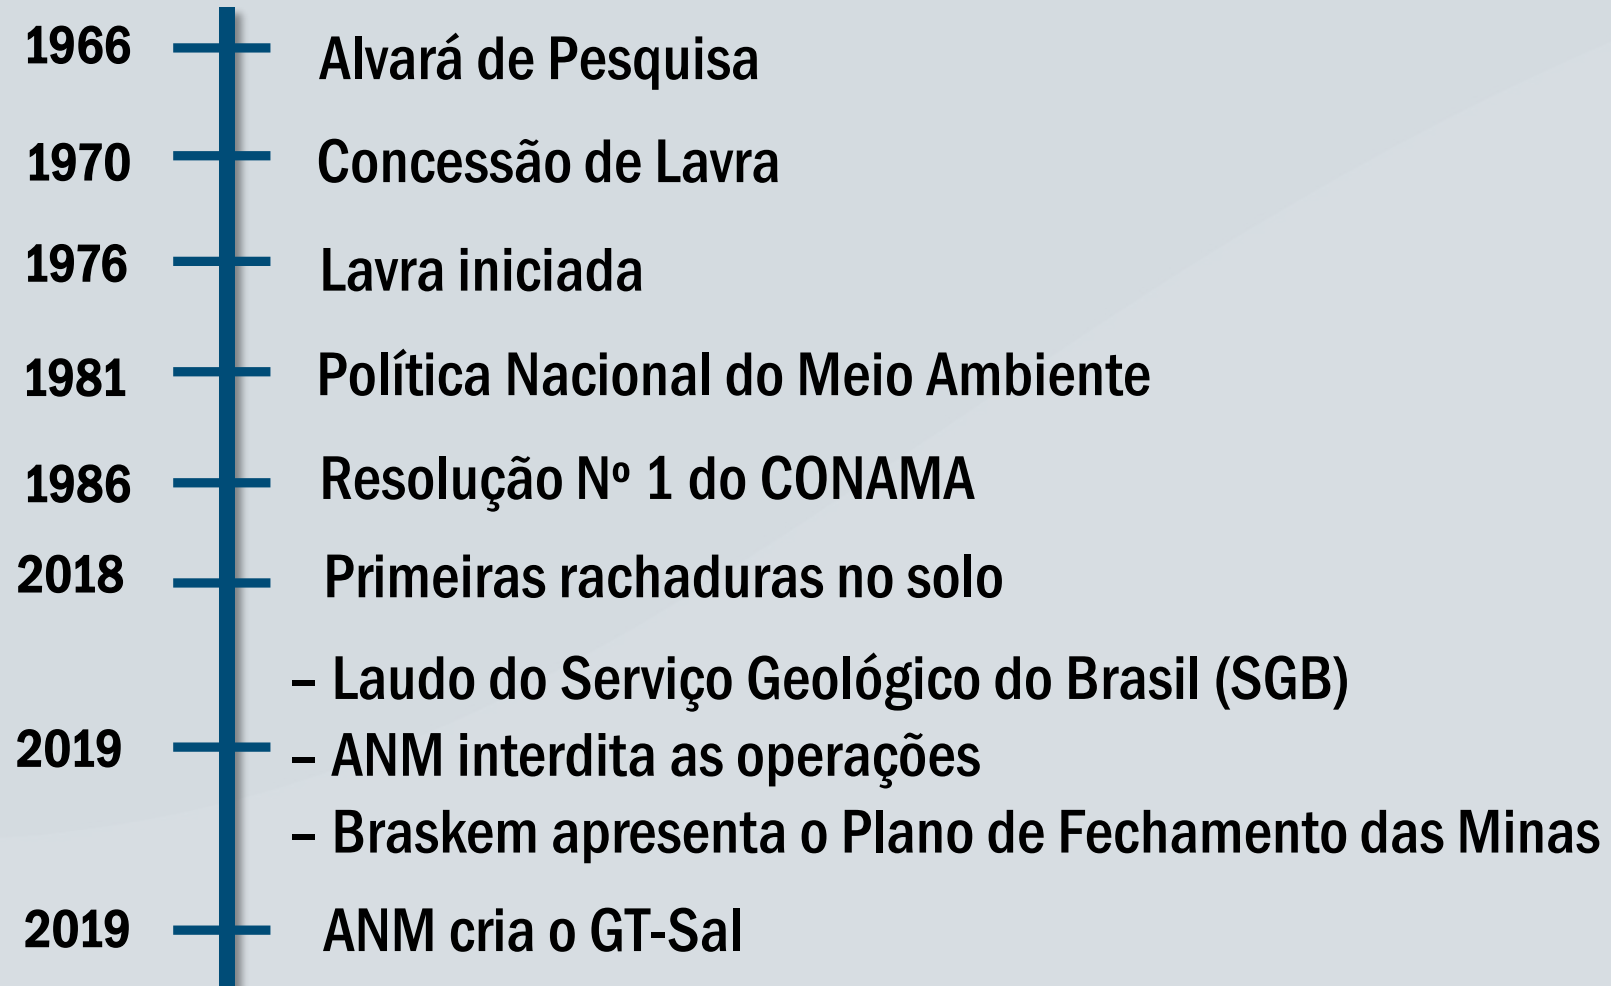 1966 Alvará de Pesquisa
1970 Concessão de Lavra
1976 Lavra iniciada
1981 Política Nacional do Meio Ambiente
1986 Resolução Nº 1 do CONAMA
2018 Primeiras rachaduras no solo
– Laudo do Serviço Geológico do Brasil (SGB)
2019 – ANM interdita as operações
– Braskem apresenta o Plano de Fechamento das Minas
2019 ANM cria o GT-Sal